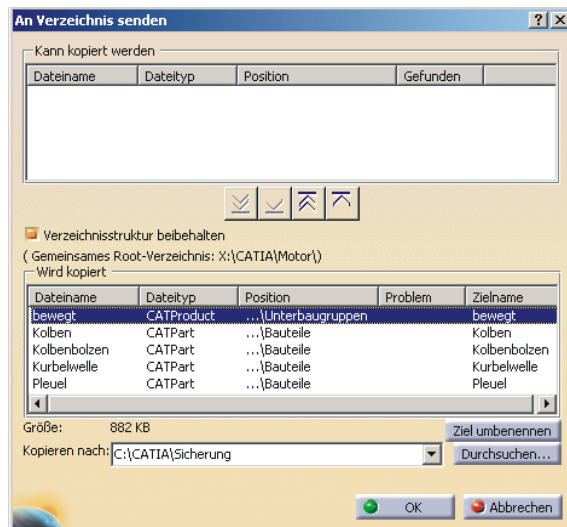 An Verzeichnis senden
Kann kopiert werden
Dateiname Dateityp Position Gefunden
Verzeichnisstruktur beibehalten
( Gemeinsames Root-Verzeichnis: X:\CATIA\Motor\)
Wird kopiert
Dateiname Dateityp Position Problem Zielname
bewegt CATProduct ...\Unterbaugruppen bewegt
Kolben CATPart ...\Bauteile Kolben
Kolbenbolzen CATPart ...\Bauteile Kolbenbolzen
Kurbelwelle CATPart ...\Bauteile Kurbelwelle
Pleuel CATPart ...\Bauteile Pleuel
Größe: 882 KB Ziel umbenennen
Kopieren nach: C:\CATIA\Sicherung Durchsuchen...
OK Abbrechen